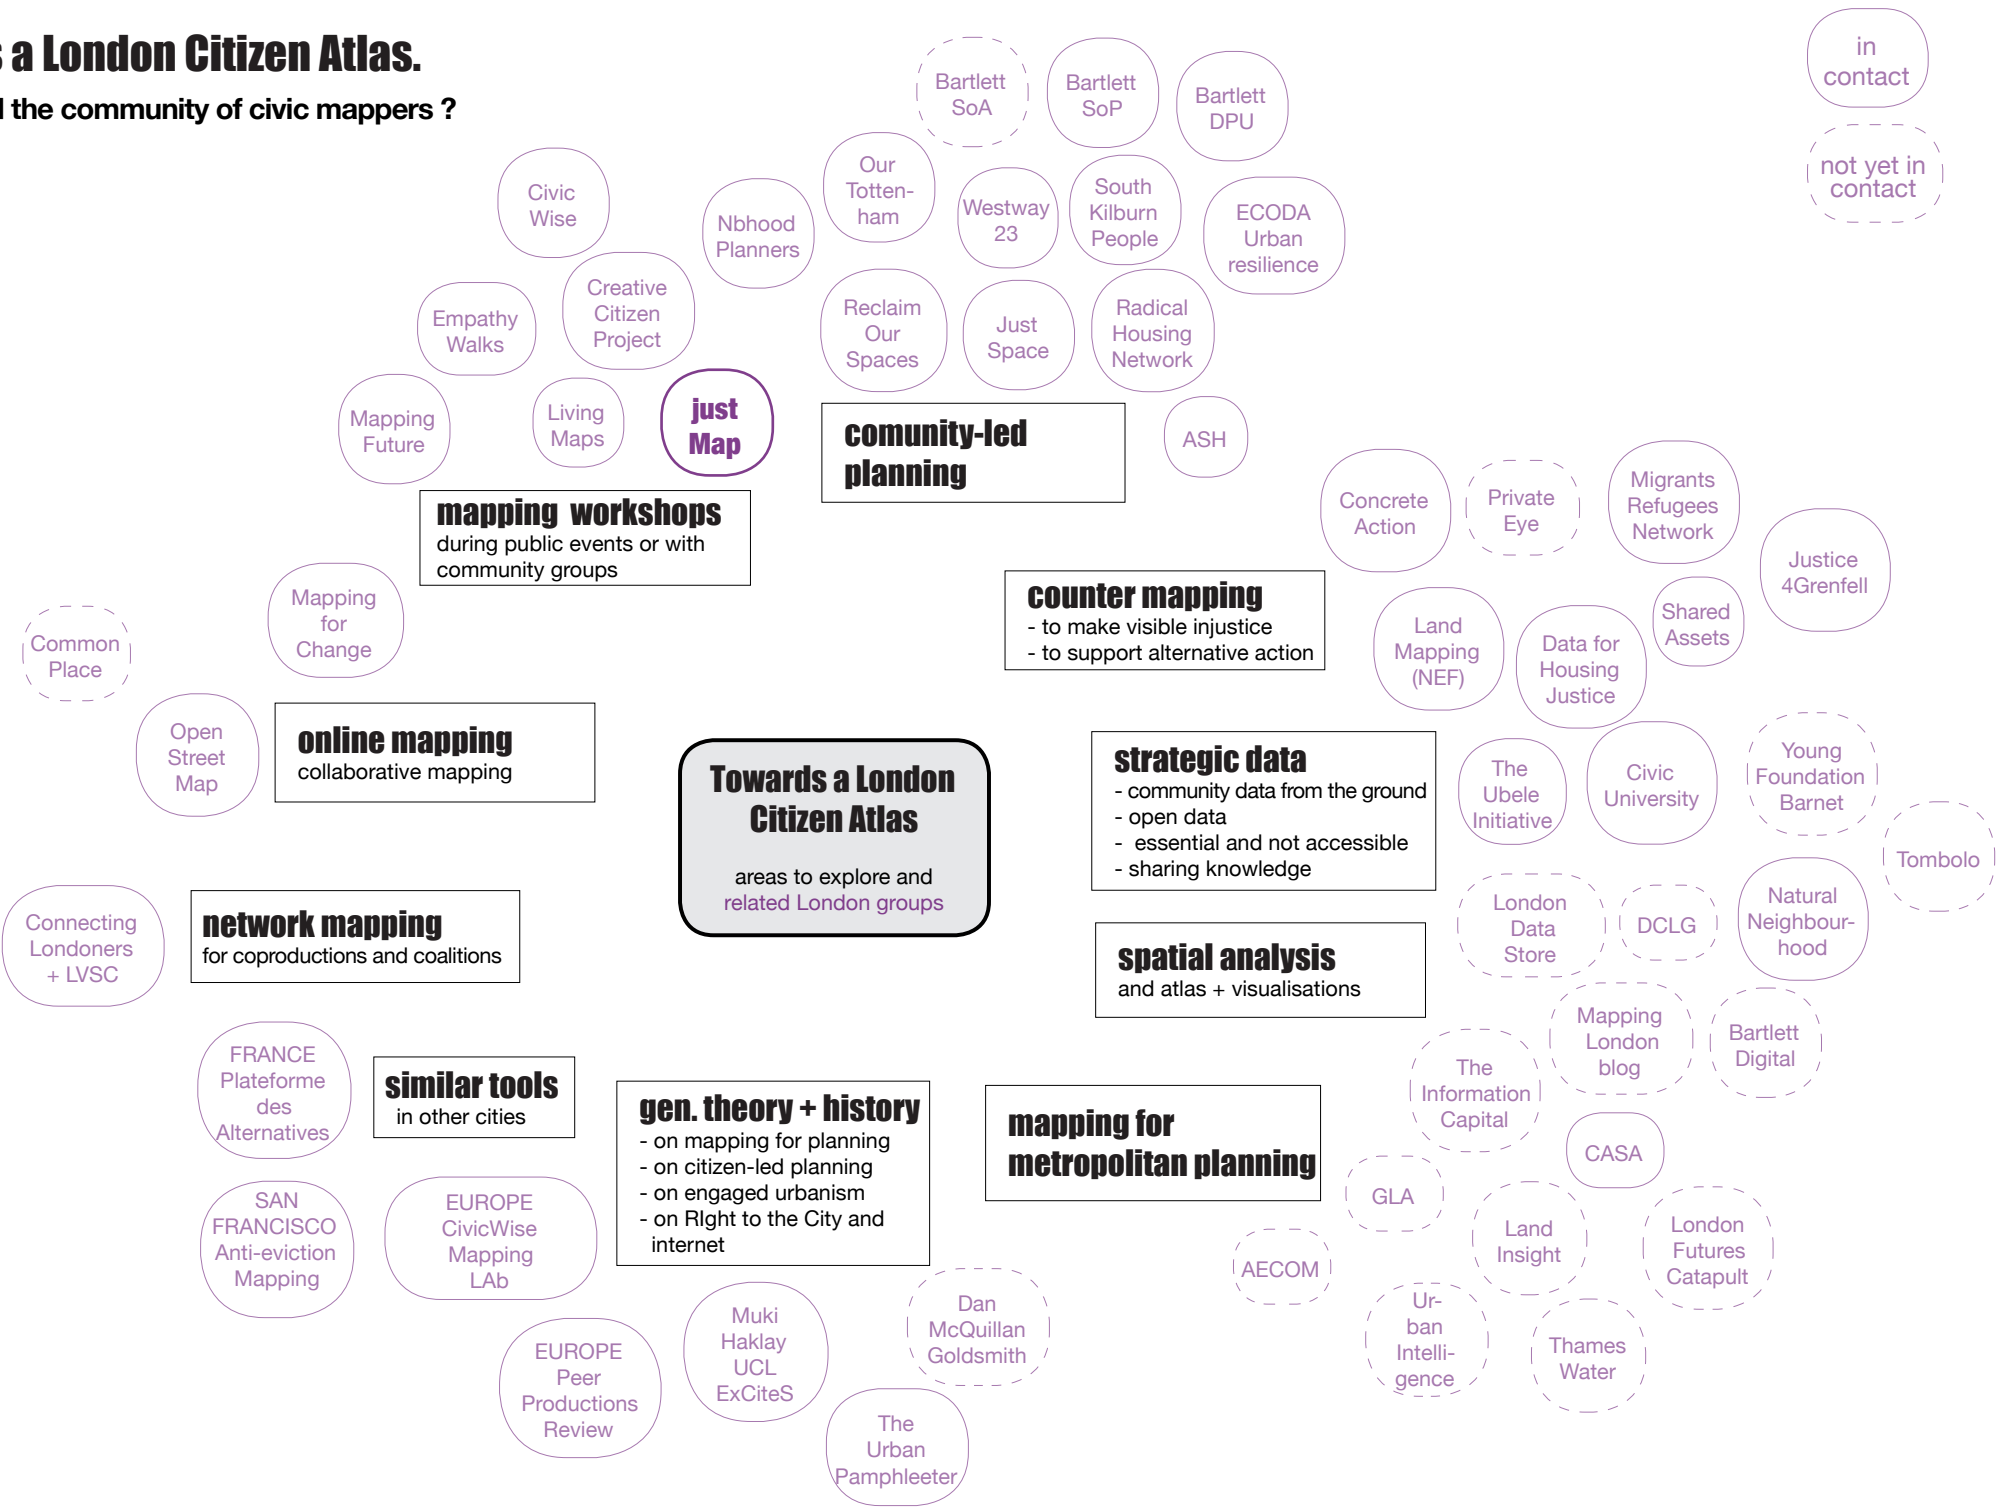 s a London Citizen Atlas.
l the community of civic mappers ?
in
contact
not yet in
contact
Bartlett
SoA
Bartlett
SoP
Bartlett
DPU
Our
Totten-
ham
Westway
23
South
Kilburn
People
ECODA
Urban
resilience
Civic
Wise
Nbhood
Planners
Creative
Citizen
Project
Empathy
Walks
Reclaim
Our
Spaces
Just
Space
Radical
Housing
Network
Mapping
Future
Living
Maps
just
Map
ASH
comunity-led
planning
mapping workshops
during public events or with
community groups
Concrete
Action
Private
Eye
Migrants
Refugees
Network
Justice
4Grenfell
counter mapping
- to make visible injustice
- to support alternative action
Land
Mapping
(NEF)
Data for
Housing
Justice
Shared
Assets
Mapping
for
Change
Common
Place
Open
Street
Map
online mapping
collaborative mapping
Towards a London
Citizen Atlas
areas to explore and
related London groups
strategic data
- community data from the ground
- open data
- essential and not accessible
- sharing knowledge
The
Ubele
Initiative
Civic
University
Young
Foundation
Barnet
Tombolo
Connecting
Londoners
+ LVSC
network mapping
for coproductions and coalitions
spatial analysis
and atlas + visualisations
London
Data
Store
DCLG
Natural
Neighbour-
hood
Mapping
London
blog
Bartlett
Digital
The
Information
Capital
CASA
FRANCE
Plateforme
des
Alternatives
similar tools
in other cities
gen. theory + history
- on mapping for planning
- on citizen-led planning
- on engaged urbanism
- on RIght to the City and
internet
mapping for
metropolitan planning
GLA
Land
Insight
London
Futures
Catapult
AECOM
Ur-
ban
Intelli-
gence
Thames
Water
SAN
FRANCISCO
Anti-eviction
Mapping
EUROPE
CivicWise
Mapping
LAb
EUROPE
Peer
Productions
Review
Muki
Haklay
UCL
ExCiteS
Dan
McQuillan
Goldsmith
The
Urban
Pamphleeter